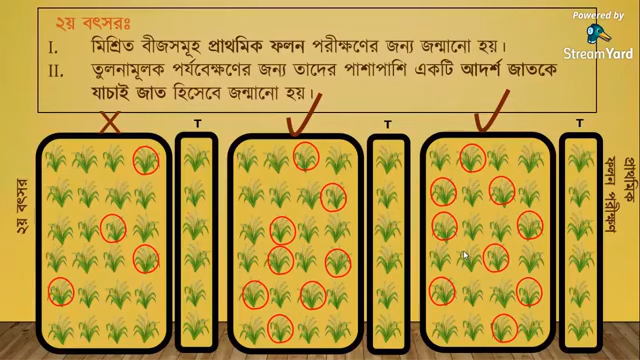 Powered by
StreamYard
২য় বৎসরঃ
I. মিশ্রিত বীজসমূহ প্রাথমিক ফলন পরীক্ষণের জন্য জন্মানো হয়।
II. তুলনামূলক পর্যবেক্ষণের জন্য তাদের পাশাপাশি একটি আদর্শ জাতকে
যাচাই জাত হিসেবে জন্মানো হয়।
T
T
T
২য় বৎসর
প্রাথমিক
ফলন পরীক্ষণ